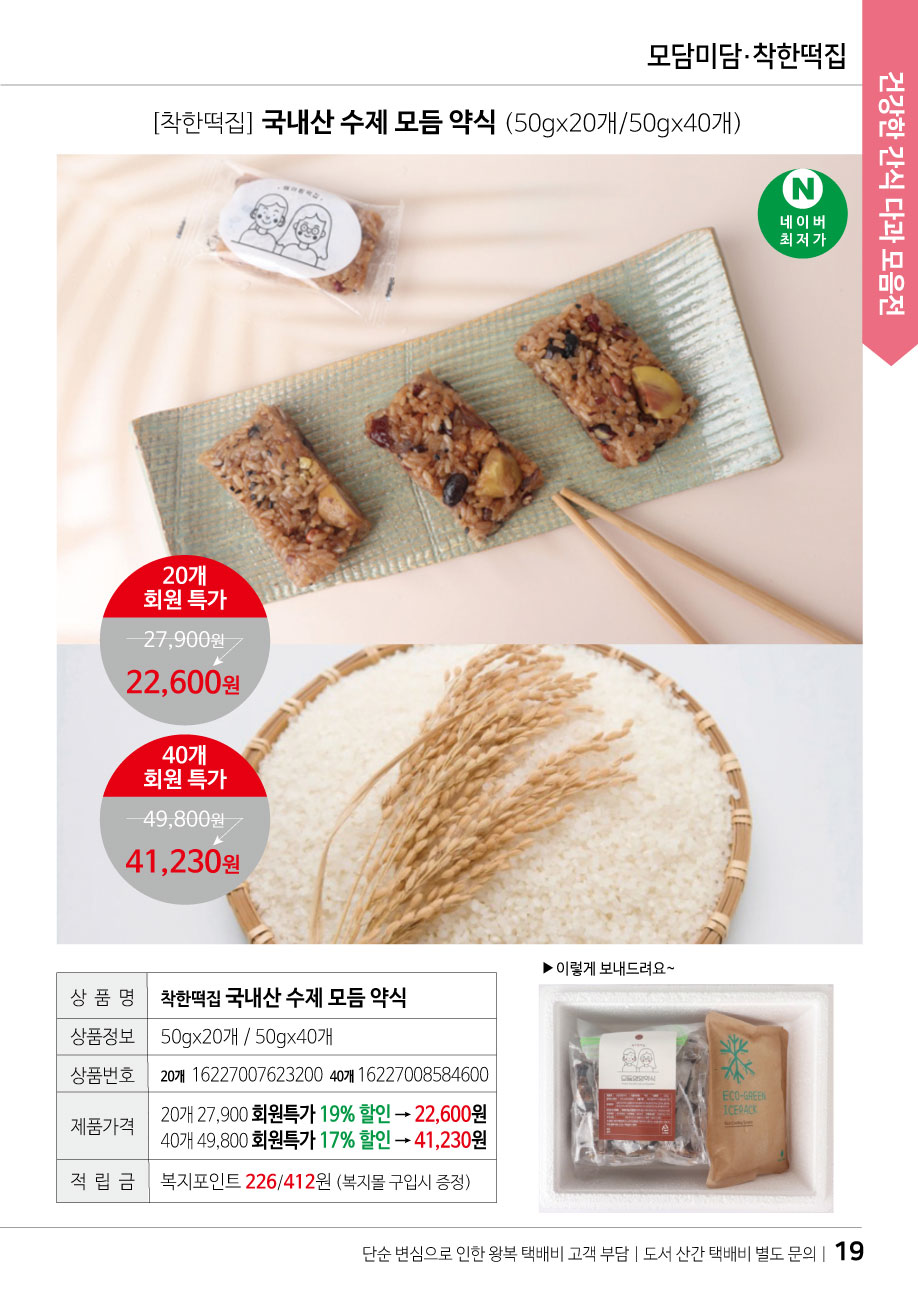 모담미담·착한떡집
건강한 간식 다과 모음전
[착한떡집] 국내산 수제 모듬 약식 (50gx20개/50gx40개)
N
네이버
최저가
20개
회원 특가
27,900원
22,600원
40개
회원 특가
49,800원
41,230원
상 품 명 착한떡집 국내산 수제 모듬 약식
상품정보 50gx20개 / 50gx40개
상품번호 20개 16227007623200 40개 16227008584600
제품가격 20개 27,900 회원특가 19% 할인 → 22,600원
40개 49,800 회원특가 17% 할인 → 41,230원
적 립 금 복지포인트 226/412원 (복지몰 구입시 증정)
▶이렇게 보내드려요~
ECO-GREEN
ICEPACK
단순 변심으로 인한 왕복 택배비 고객 부담 | 도서 산간 택배비 별도 문의 | 19